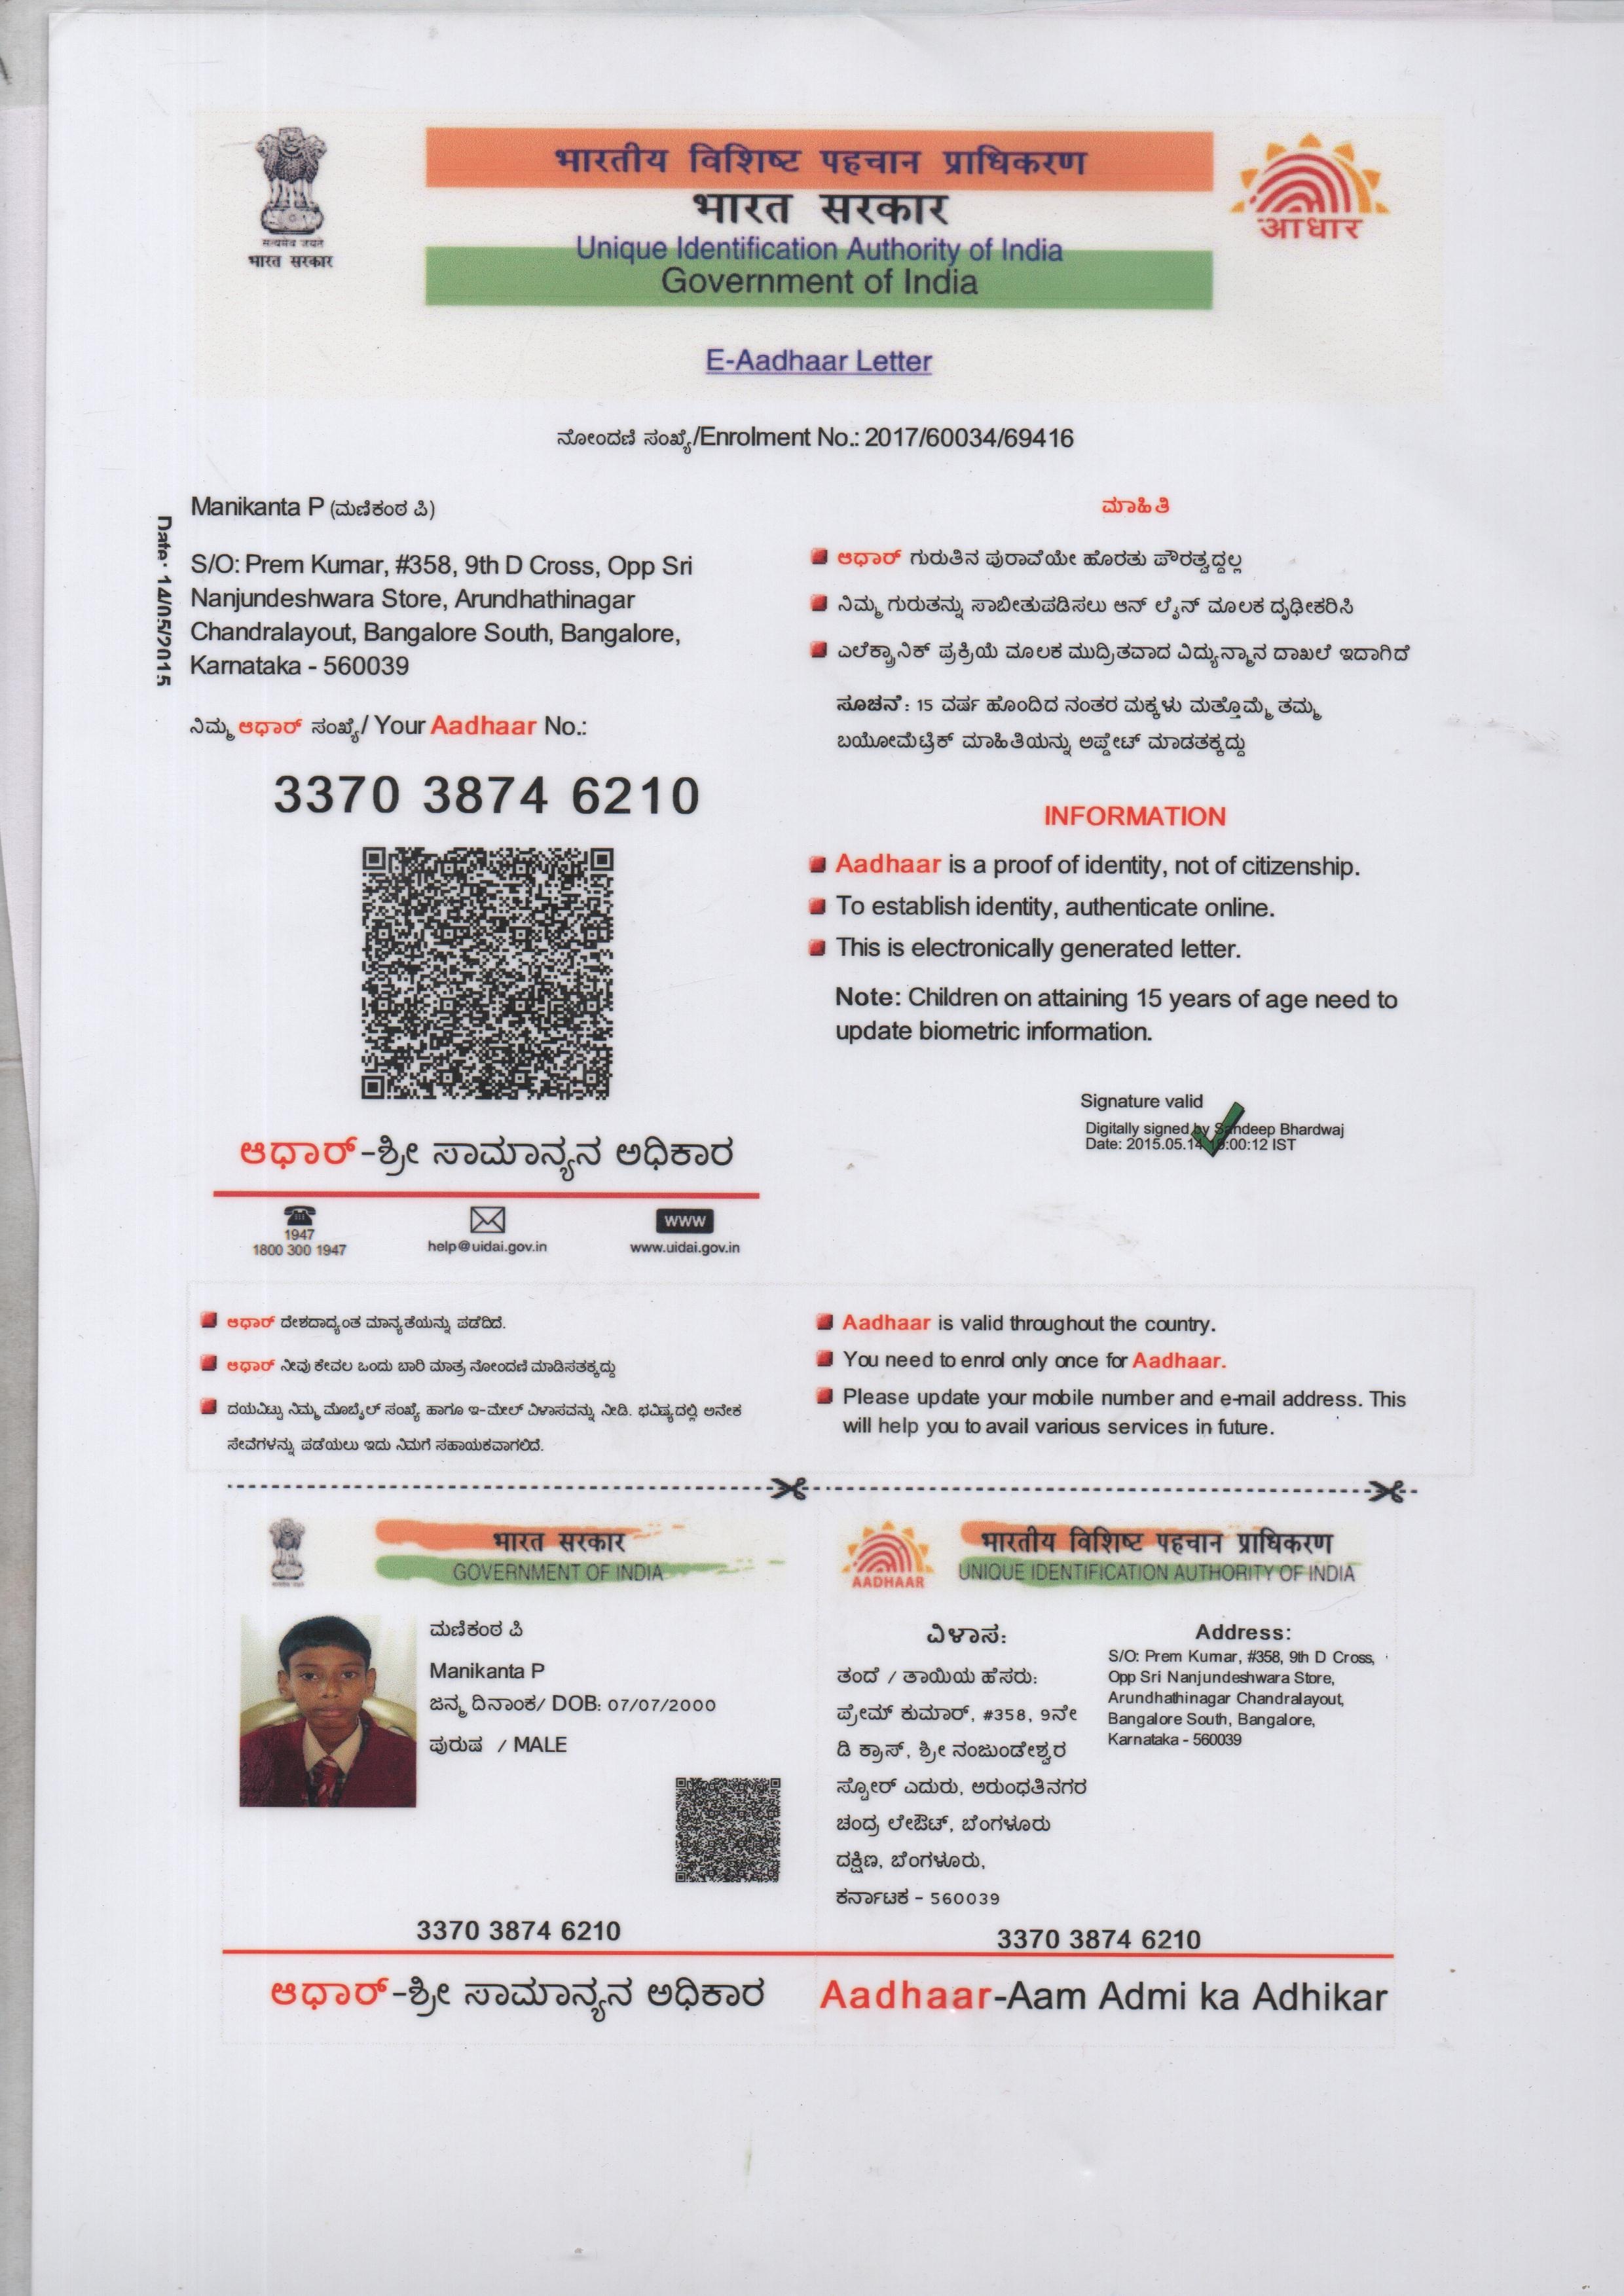 भारतीय विशिष्ट पहचान प्राधिकरण
भारत सरकार
Unique Identification Authority of India
Government of India
सत्यमेव जयते
भारत सरकार
आधार
E-Aadhaar Letter
ನೋಂದಣಿ ಸಂಖ್ಯೆ/Enrolment No.: 2017/60034/69416
Date: 14/05/2015
Manikanta P (ಮಣಿಕಂಠ ಪಿ)
S/O: Prem Kumar, #358, 9th D Cross, Opp Sri
Nanjundeshwara Store, Arundhathinagar
Chandralayout, Bangalore South, Bangalore,
Karnataka - 560039
ನಿಮ್ಮ ಆಧಾರ್ ಸಂಖ್ಯೆ/ Your Aadhaar No.:
3370 3874 6210
ಆಧಾರ್-ಶ್ರೀ ಸಾಮಾನ್ಯನ ಅಧಿಕಾರ
1947
1800 300 1947
help@uidai.gov.in
www
www.uidai.gov.in
ಮಾಹಿತಿ
ಆಧಾರ್ ಗುರುತಿನ ಪುರಾವೆಯೇ ಹೊರತು ಪೌರತ್ವದ್ದಲ್ಲ
ನಿಮ್ಮ ಗುರುತನ್ನು ಸಾಬೀತುಪಡಿಸಲು ಆನ್ ಲೈನ್ ಮೂಲಕ ದೃಢೀಕರಿಸಿ
ಎಲೆಕ್ಟ್ರಾನಿಕ್ ಪ್ರಕ್ರಿಯೆ ಮೂಲಕ ಮುದ್ರಿತವಾದ ವಿದ್ಯುನ್ಮಾನ ದಾಖಲೆ ಇದಾಗಿದೆ
ಸೂಚನೆ: 15 ವರ್ಷ ಹೊಂದಿದ ನಂತರ ಮಕ್ಕಳು ಮತ್ತೊಮ್ಮೆ ತಮ್ಮ
ಬಯೋಮೆಟ್ರಿಕ್ ಮಾಹಿತಿಯನ್ನು ಅಪ್ಡೇಟ್ ಮಾಡತಕ್ಕದ್ದು
INFORMATION
Aadhaar is a proof of identity, not of citizenship.
To establish identity, authenticate online.
This is electronically generated letter.
Note: Children on attaining 15 years of age need to
update biometric information.
Signature valid
Digitally signed by Sandeep Bhardwaj
Date: 2015.05.14 :00:12 IST
ಆಧಾರ್ ದೇಶದಾದ್ಯಂತ ಮಾನ್ಯತೆಯನ್ನು ಪಡೆದಿದೆ.
ಆಧಾರ್ ನೀವು ಕೇವಲ ಒಂದು ಬಾರಿ ಮಾತ್ರ ನೋಂದಣಿ ಮಾಡಿಸತಕ್ಕದ್ದು
ದಯವಿಟ್ಟು ನಿಮ್ಮ ಮೊಬೈಲ್ ಸಂಖ್ಯೆ ಹಾಗೂ ಇ-ಮೇಲ್ ವಿಳಾಸವನ್ನು ನೀಡಿ. ಭವಿಷ್ಯದಲ್ಲಿ ಅನೇಕ
ಸೇವೆಗಳನ್ನು ಪಡೆಯಲು ಇದು ನಿಮಗೆ ಸಹಾಯಕವಾಗಲಿದೆ.
Aadhaar is valid throughout the country.
You need to enrol only once for Aadhaar.
Please update your mobile number and e-mail address. This
will help you to avail various services in future.
भारत सरकार
GOVERNMENT OF INDIA
ಮಣಿಕಂಠ ಪಿ
Manikanta P
ಜನ್ಮ ದಿನಾಂಕ/ DOB: 07/07/2000
ಪುರುಷ / MALE
3370 3874 6210
ಆಧಾರ್-ಶ್ರೀ ಸಾಮಾನ್ಯನ ಅಧಿಕಾರ
AADHAAR
भारतीय विशिष्ट पहचान प्राधिकरण
UNIQUE IDENTIFICATION AUTHORITY OF INDIA
ವಿಳಾಸ:
ತಂದೆ / ತಾಯಿಯ ಹೆಸರು:
ಪ್ರೇಮ್ ಕುಮಾರ್, #358, 9ನೇ
ಡಿ ಕ್ರಾಸ್, ಶ್ರೀ ನಂಜುಂಡೇಶ್ವರ
ಸ್ಟೋರ್ ಎದುರು, ಅರುಂಧತಿನಗರ
ಚಂದ್ರ ಲೇಔಟ್, ಬೆಂಗಳೂರು
ದಕ್ಷಿಣ, ಬೆಂಗಳೂರು,
ಕರ್ನಾಟಕ - 560039
Address:
S/O: Prem Kumar, #358, 9th D Cross,
Opp Sri Nanjundeshwara Store,
Arundhathinagar Chandralayout,
Bangalore South, Bangalore,
Karnataka - 560039
3370 3874 6210
Aadhaar-Aam Admi ka Adhikar